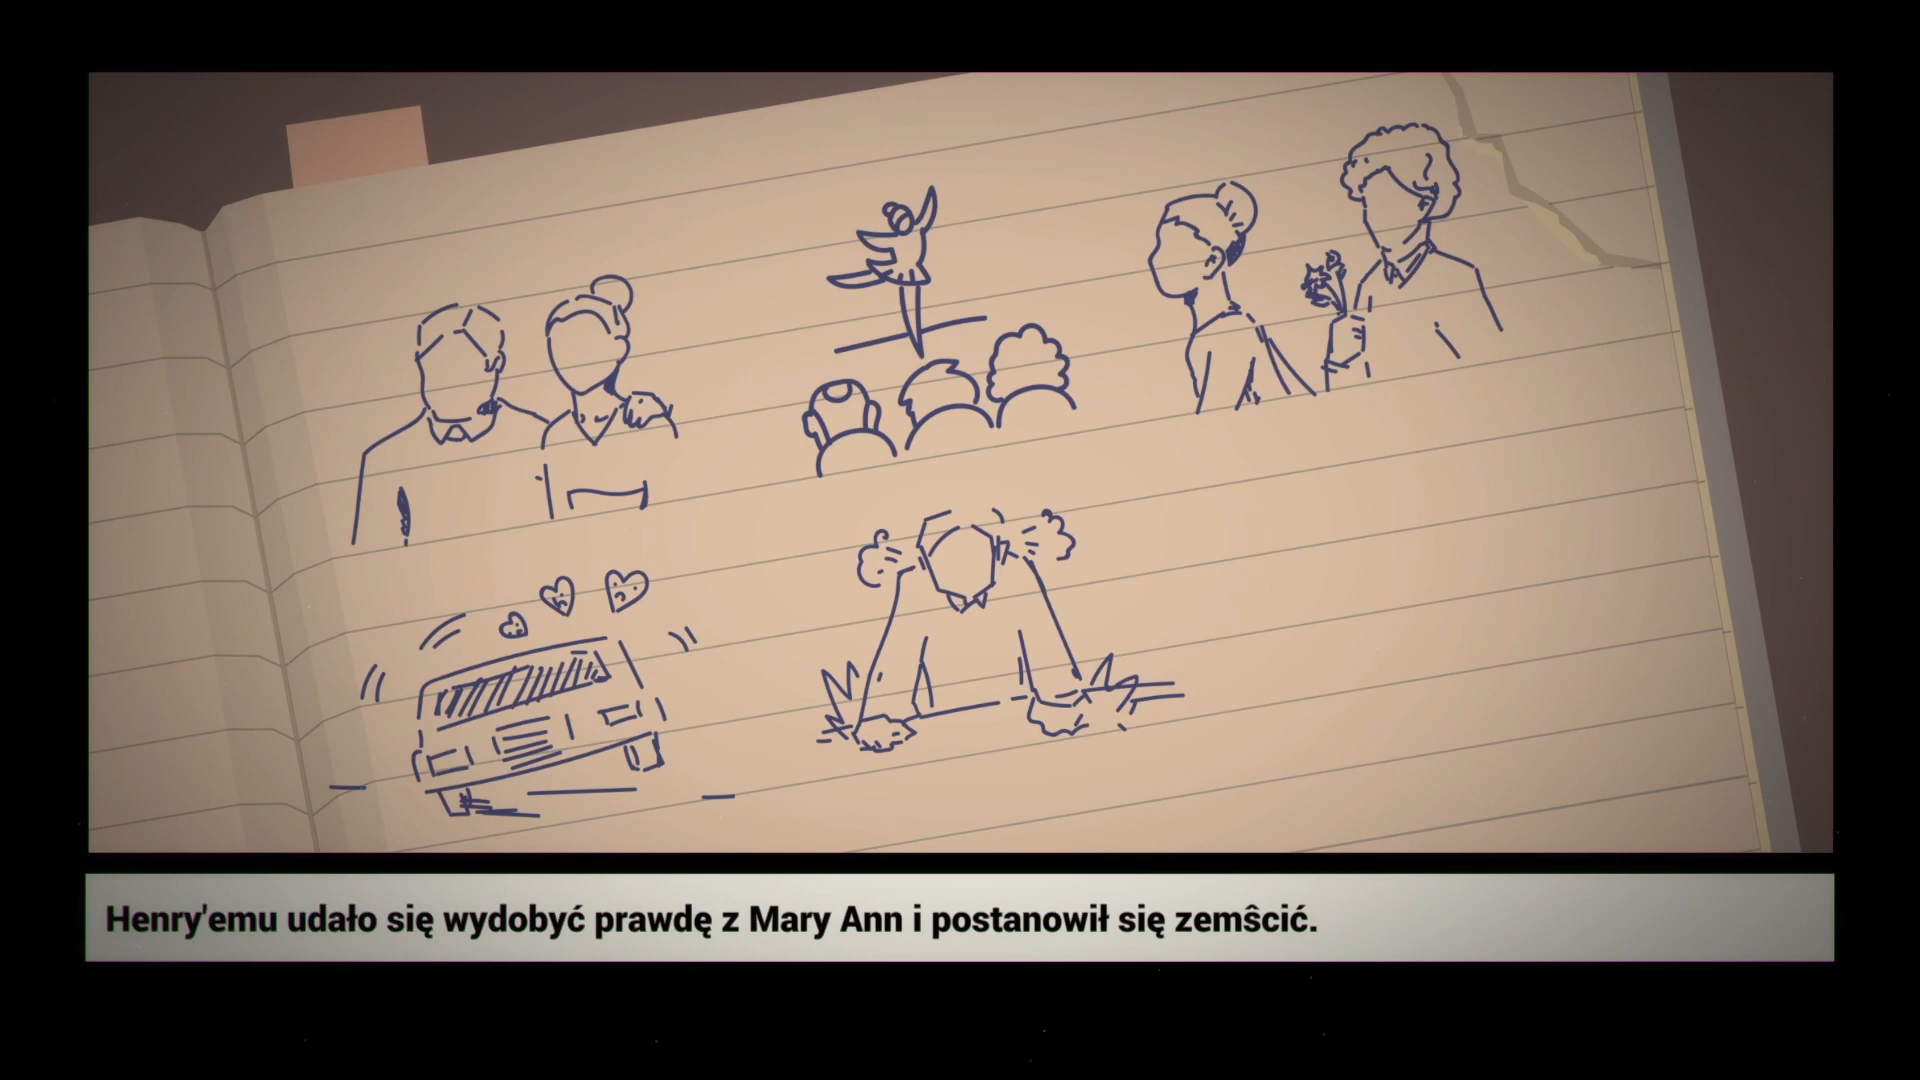 Henry'emu udało się wydobyć prawdę z Mary Ann i postanowił się zemŝcić.